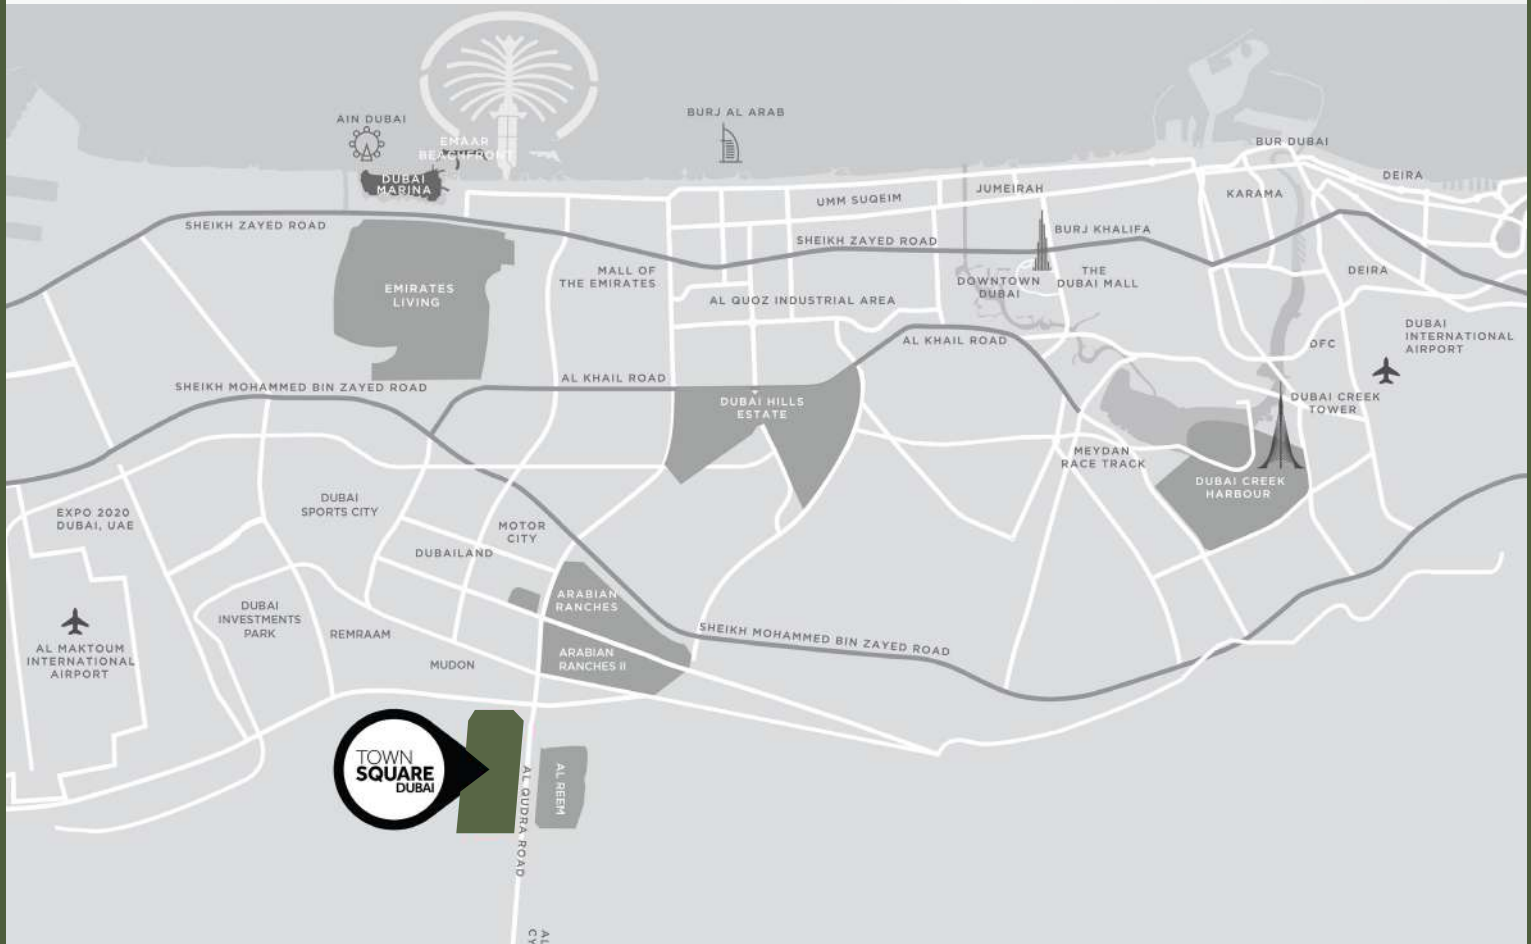 AIN DUBAI
BURJ AL ARAB
EMAAR
BEACHFRONT
DUBAI
MARINA
BUR DUBAI
DEIRA
KARAMA
JUMEIRAH
UMM SUQEIM
SHEIKH ZAYED ROAD
SHEIKH ZAYED ROAD
BURJ KHALIFA
MALL OF
THE EMIRATES
EMIRATES
LIVING
AL QUOZ INDUSTRIAL AREA
DOWNTOWN
DUBAI
THE
DUBAI MALL
DEIRA
DUBAI
INTERNATIONAL
AIRPORT
DFC
AL KHAIL ROAD
SHEIKH MOHAMMED BIN ZAYED ROAD
AL KHAIL ROAD
DUBAI HILLS
ESTATE
DUBAI CREEK
TOWER
MEYDAN
RACE TRACK
DUBAI CREEK
HARBOUR
EXPO 2020
DUBAI, UAE
DUBAI
SPORTS CITY
MOTOR
CITY
DUBAILAND
ARABIAN
RANCHES
DUBAI
INVESTMENTS
PARK
REMRAAM
MUDON
ARABIAN
RANCHES II
SHEIKH MOHAMMED BIN ZAYED ROAD
AL MAKTOUM
INTERNATIONAL
AIRPORT
TOWN
SQUARE
DUBAI
AL QUDRA ROAD
AL REEM
AL
CY